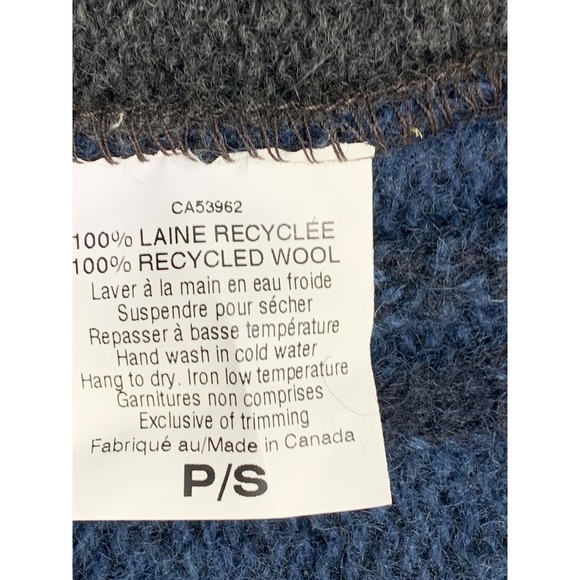 CA53962
100% LAINE RECYCLÉE
100% RECYCLED WOOL
Laver à la main en eau froide
Suspendre pour sécher
Repasser à basse température
Hand wash in cold water
Hang to dry. Iron low temperature
Garnitures non comprises
Exclusive of trimming
Fabriqué au/Made in Canada
P/S